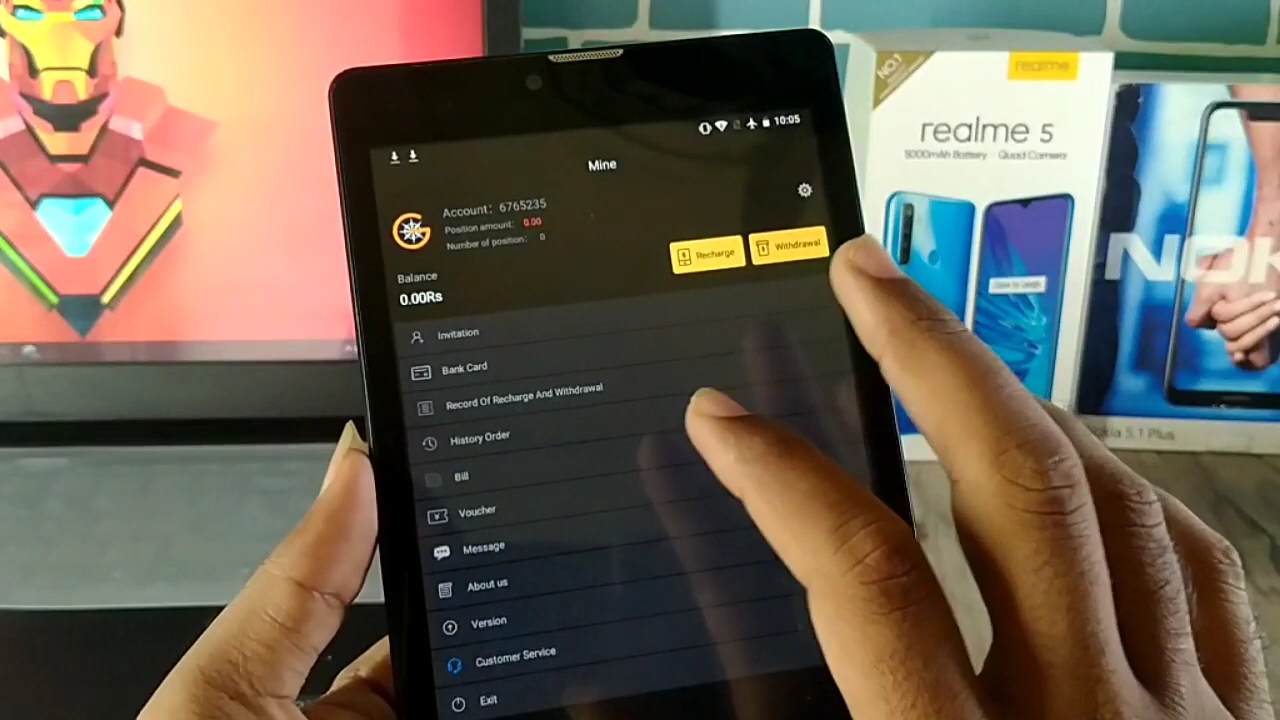 10:05
Mine
Account: 6765235
Position amount: 0.00
Number of position: 0
Recharge
Withdrawal
Balance
0.00Rs
Invitation
Bank Card
Record Of Recharge And Withdrawal
History Order
Bill
Voucher
Message
About us
Version
Customer Service
Exit
NO.1
realme
realme 5
5000mAh Battery Quad Camera
NOK
Nokia 5.1 Plus